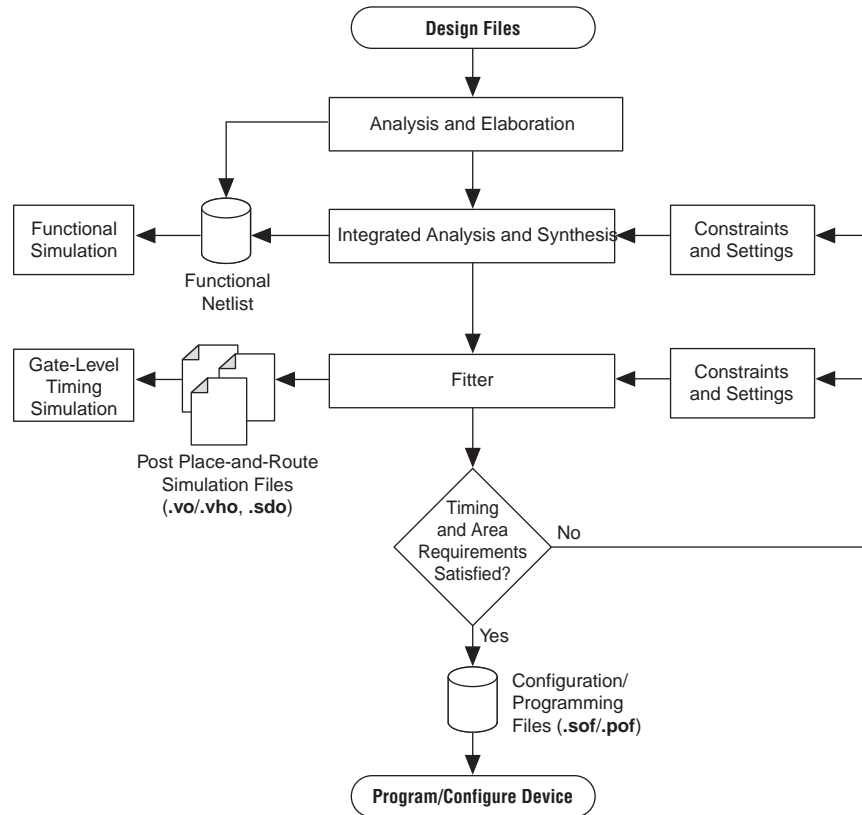 Design Files
Analysis and Elaboration
Functional
Simulation
Functional
Netlist
Integrated Analysis and Synthesis
Constraints
and Settings
Gate-Level
Timing
Simulation
Post Place-and-Route
Simulation Files
(.vo/.vho, .sdo)
Fitter
Constraints
and Settings
Timing
and Area
Requirements
Satisfied?
No
Yes
Configuration/
Programming
Files (.sof/.pof)
Program/Configure Device